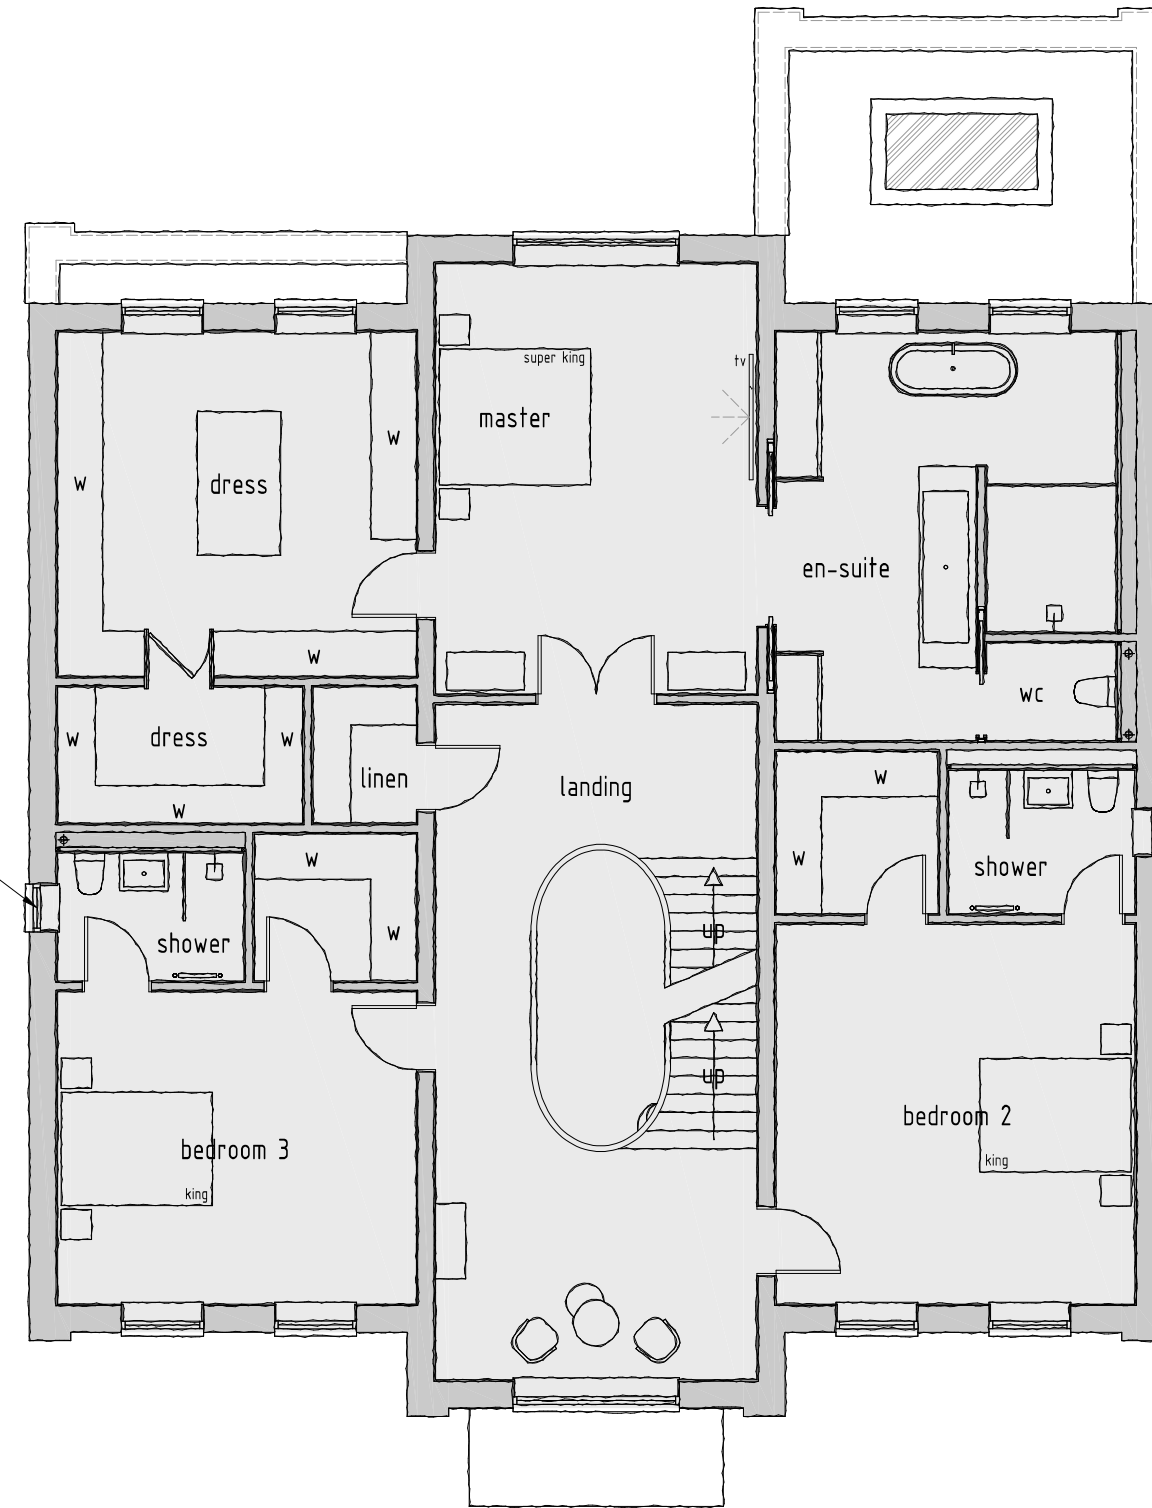 super king
tv
master
w
w
dress
en-suite
w
wc
w
dress
w
linen
landing
w
w
w
shower
w
w
shower
w
up
up
bedroom 2
bedroom 3
king
king